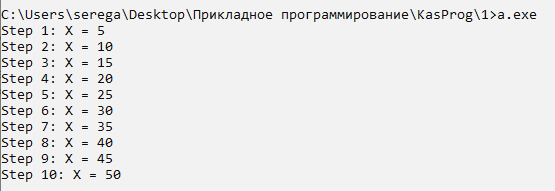 C:\Users\serega\Desktop\Прикладное программирование\KasProg\1>a.exe
Step 1: X = 5
Step 2: X = 10
Step 3: X = 15
Step 4: X = 20
Step 5: X = 25
Step 6: X = 30
Step 7: X = 35
Step 8: X = 40
Step 9: X = 45
Step 10: X = 50